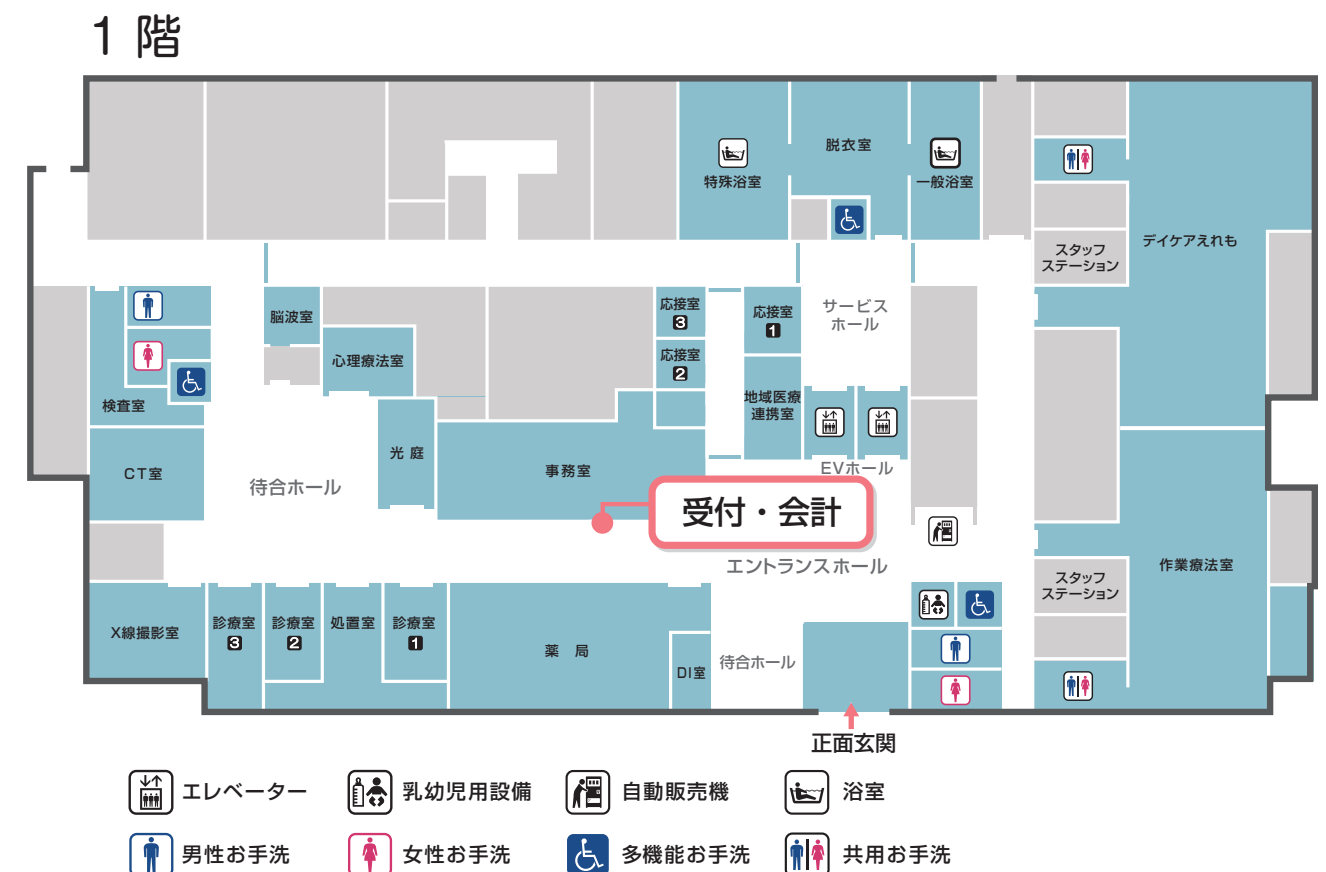 1 階
特殊浴室
脱衣室
一般浴室
スタッフ
ステーション
デイケアえれも
脳波室
心理療法室
応接室
3
応接室
2
応接室
1
サービス
ホール
地域医療
連携室
検査室
CT室
待合ホール
光 庭
事務室
EVホール
受付・会計
エントランスホール
スタッフ
ステーション
作業療法室
X線撮影室
診療室
3
診療室
2
処置室
診療室
1
薬 局
DI室
待合ホール
正面玄関
エレベーター
乳幼児用設備
自動販売機
浴室
男性お手洗
女性お手洗
多機能お手洗
共用お手洗